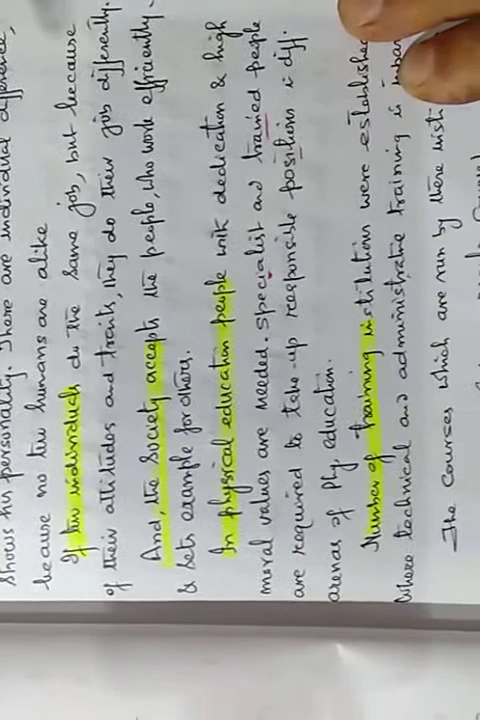 shows his personality. There are individual difference,
because no two humans are alike
If two individuals do the same job, but because
of their attitudes and traits, they do their job differently.
And, the society accepts the people, who work efficiently
& sets example for others.
In physical education people with dedication & high
moral values are needed. Specialist and trained people
are required to take-up responsible positions in diff.
arenas of Phy. education.
Number of training institutions were establishe
where technical and administrative training is
The courses which are run by these inst